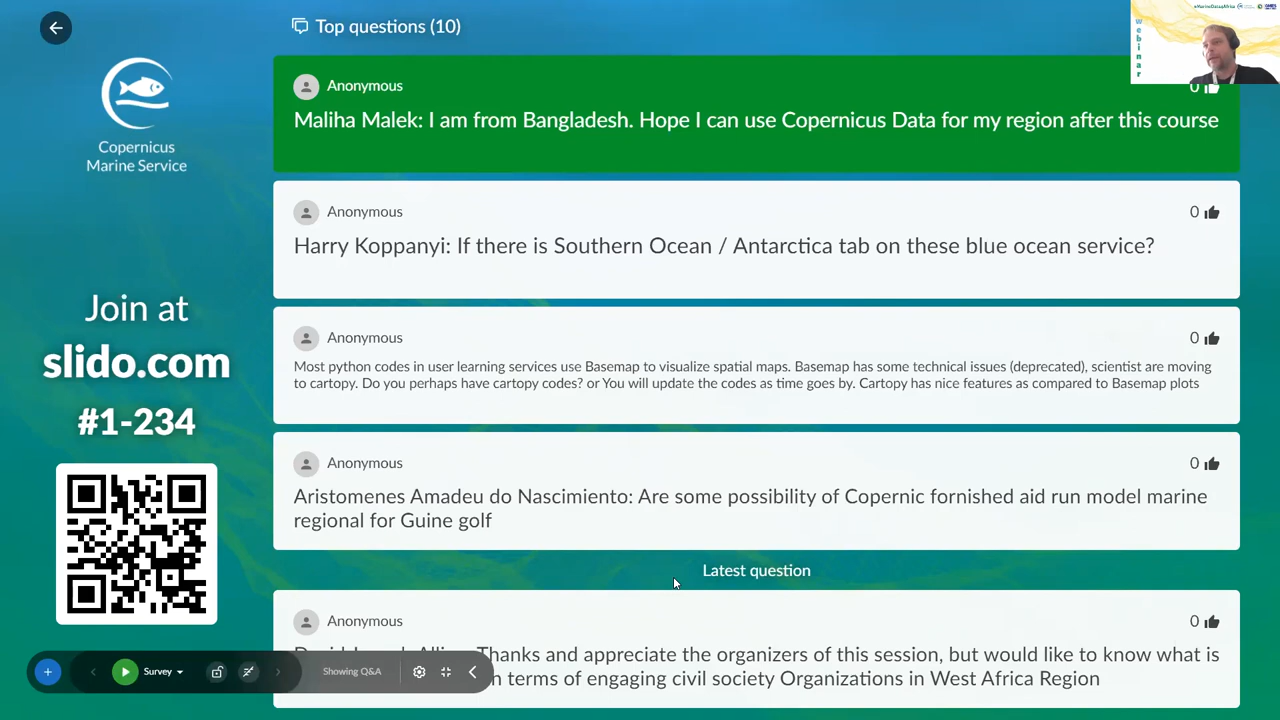 Top questions (10)
webinar
Copernicus
Marine Service
Anonymous
0
Maliha Malek: I am from Bangladesh. Hope I can use Copernicus Data for my region after this course
Anonymous
0
Harry Koppanyi: If there is Southern Ocean / Antarctica tab on these blue ocean service?
Anonymous
0
Most python codes in user learning services use Basemap to visualize spatial maps. Basemap has some technical issues (deprecated), scientist are moving
to cartopy. Do you perhaps have cartopy codes? or You will update the codes as time goes by. Cartopy has nice features as compared to Basemap plots
Join at
slido.com
#1-234
Anonymous
0
Aristomenes Amadeu do Nascimiento: Are some possibility of Copernic fornished aid run model marine
regional for Guine golf
Latest question
Anonymous
0
Thanks and appreciate the organizers of this session, but would like to know what is
n terms of engaging civil society Organizations in West Africa Region
Survey
Showing Q&A